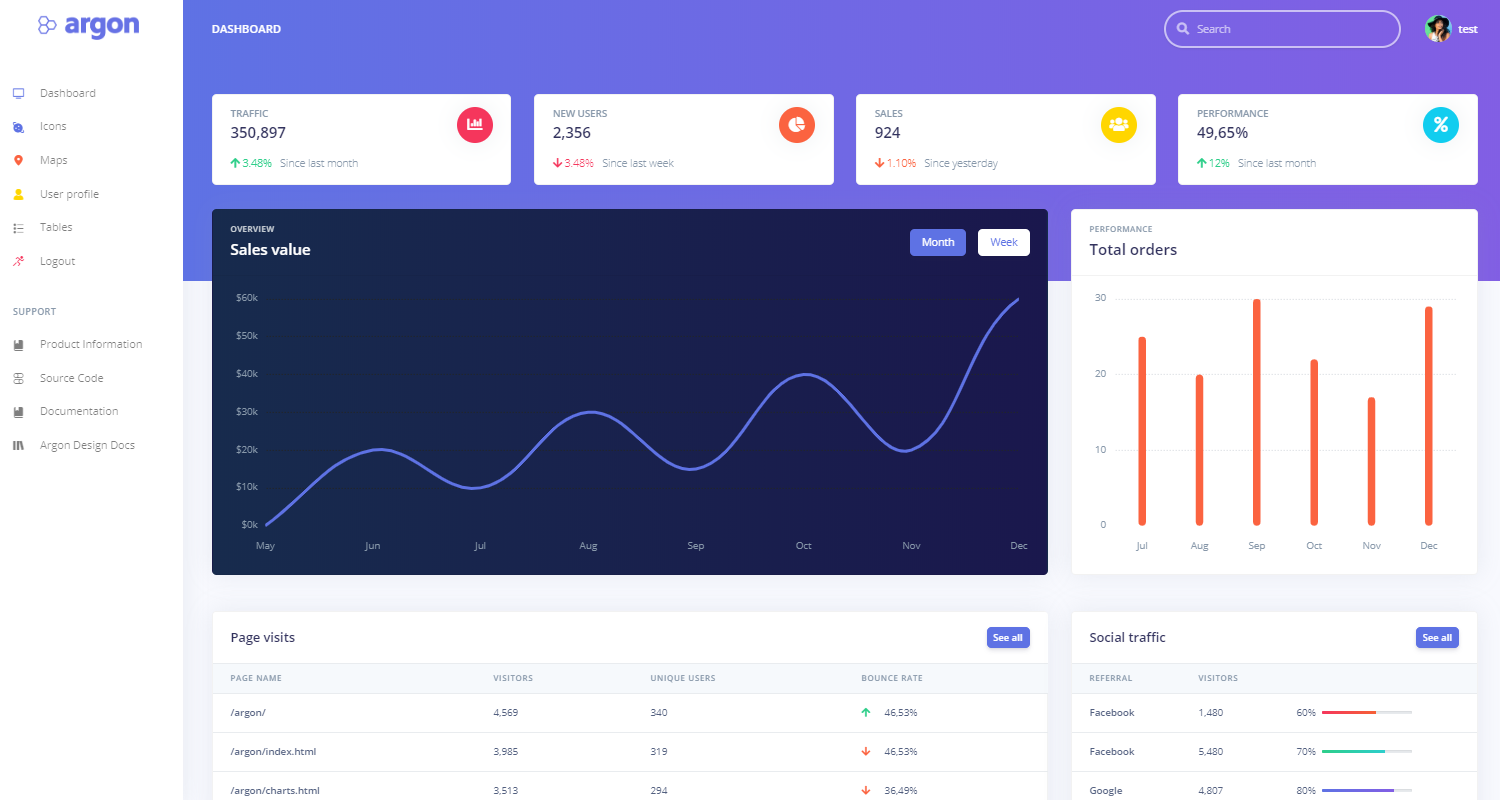 argon
DASHBOARD
Search
test
Dashboard
Icons
Maps
User profile
Tables
Logout
SUPPORT
Product Information
Source Code
Documentation
Argon Design Docs
TRAFFIC
350,897
3.48% Since last month
NEW USERS
2,356
3.48% Since last week
SALES
924
1.10% Since yesterday
PERFORMANCE
49,65%
12% Since last month
OVERVIEW
Sales value
Month
Week
$60k
$50k
$40k
$30k
$20k
$10k
$0k
May Jun Jul Aug Sep Oct Nov Dec
PERFORMANCE
Total orders
30
20
10
0
Jul Aug Sep Oct Nov Dec
Page visits
See all
PAGE NAME VISITORS UNIQUE USERS BOUNCE RATE
/argon/ 4,569 340 46,53%
/argon/index.html 3,985 319 46,53%
/argon/charts.html 3,513 294 36,49%
Social traffic
See all
REFERRAL VISITORS
Facebook 1,480 60%
Facebook 5,480 70%
Google 4,807 80%